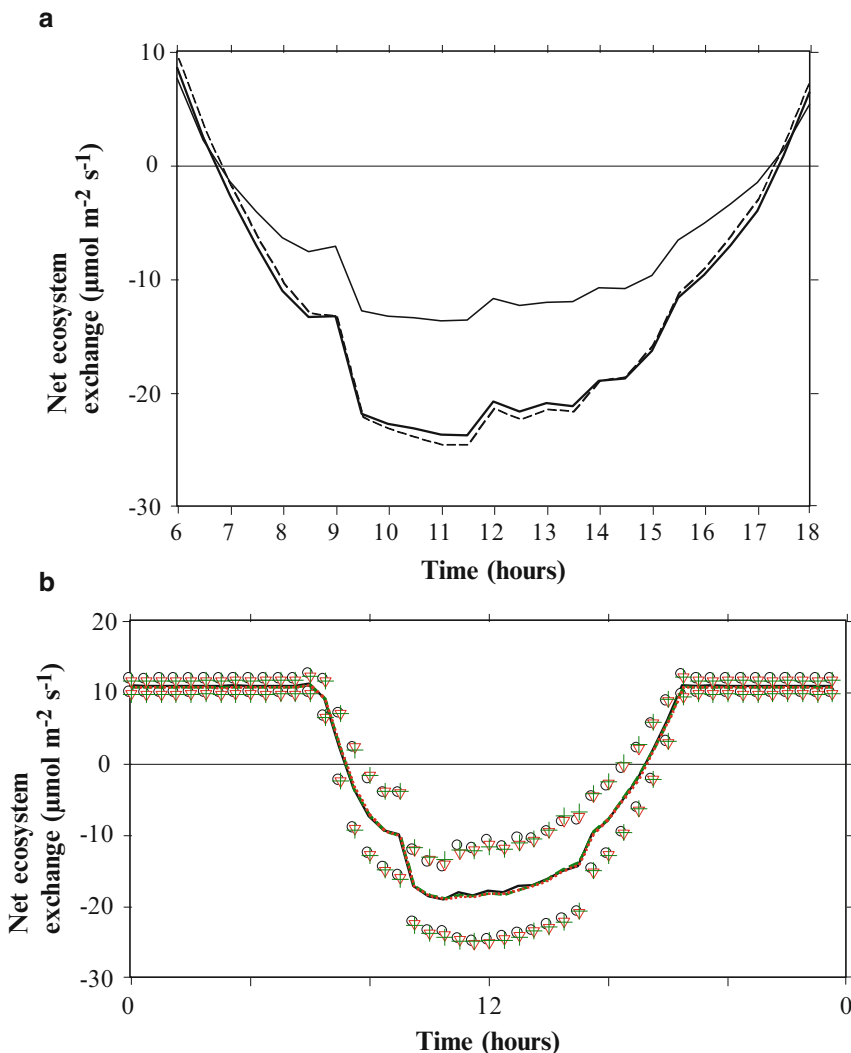 a
10
0
-10
-20
-30
Net ecosystem
exchange (μmol m⁻² s⁻¹)
6 7 8 9 10 11 12 13 14 15 16 17 18
Time (hours)
b
20
10
0
-10
-20
-30
Net ecosystem
exchange (μmol m⁻² s⁻¹)
0 12 0
Time (hours)